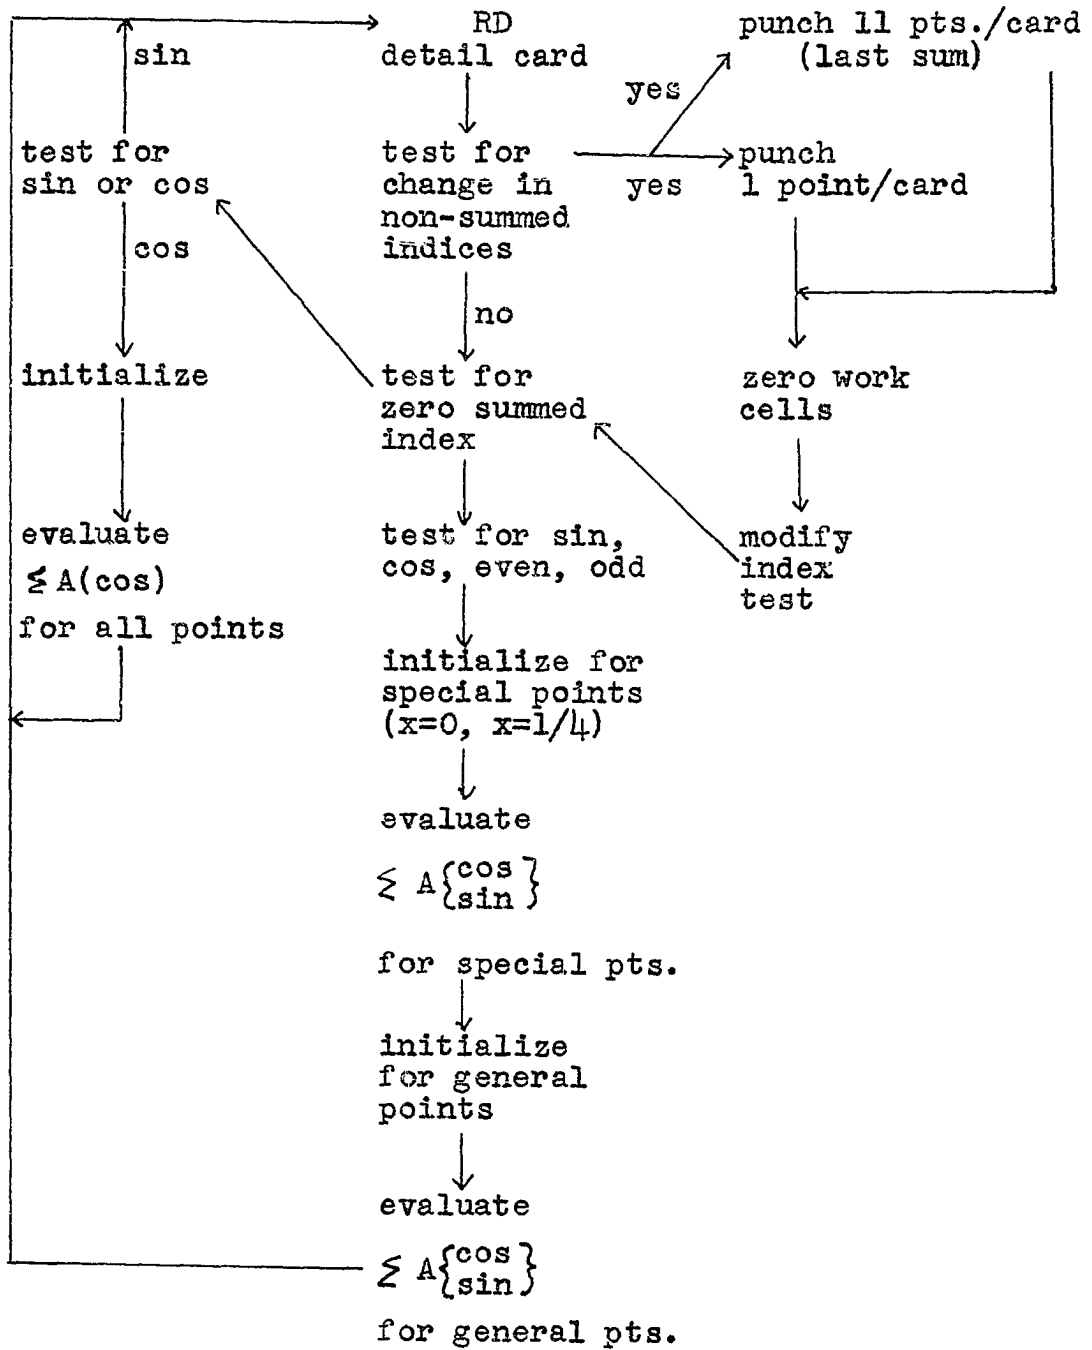 RD
detail card
punch 11 pts./card
(last sum)
sin
yes
test for
sin or cos
test for
change in
non-summed
indices
yes
punch
1 point/card
cos
no
initialize
test for
zero summed
index
zero work
cells
evaluate
≤ A(cos)
for all points
test for sin,
cos, even, odd
modify
index
test
initialize for
special points
(x=0, x=1/4)
evaluate
≤ A{cos
sin}
for special pts.
initialize
for general
points
evaluate
≤ A{cos
sin}
for general pts.